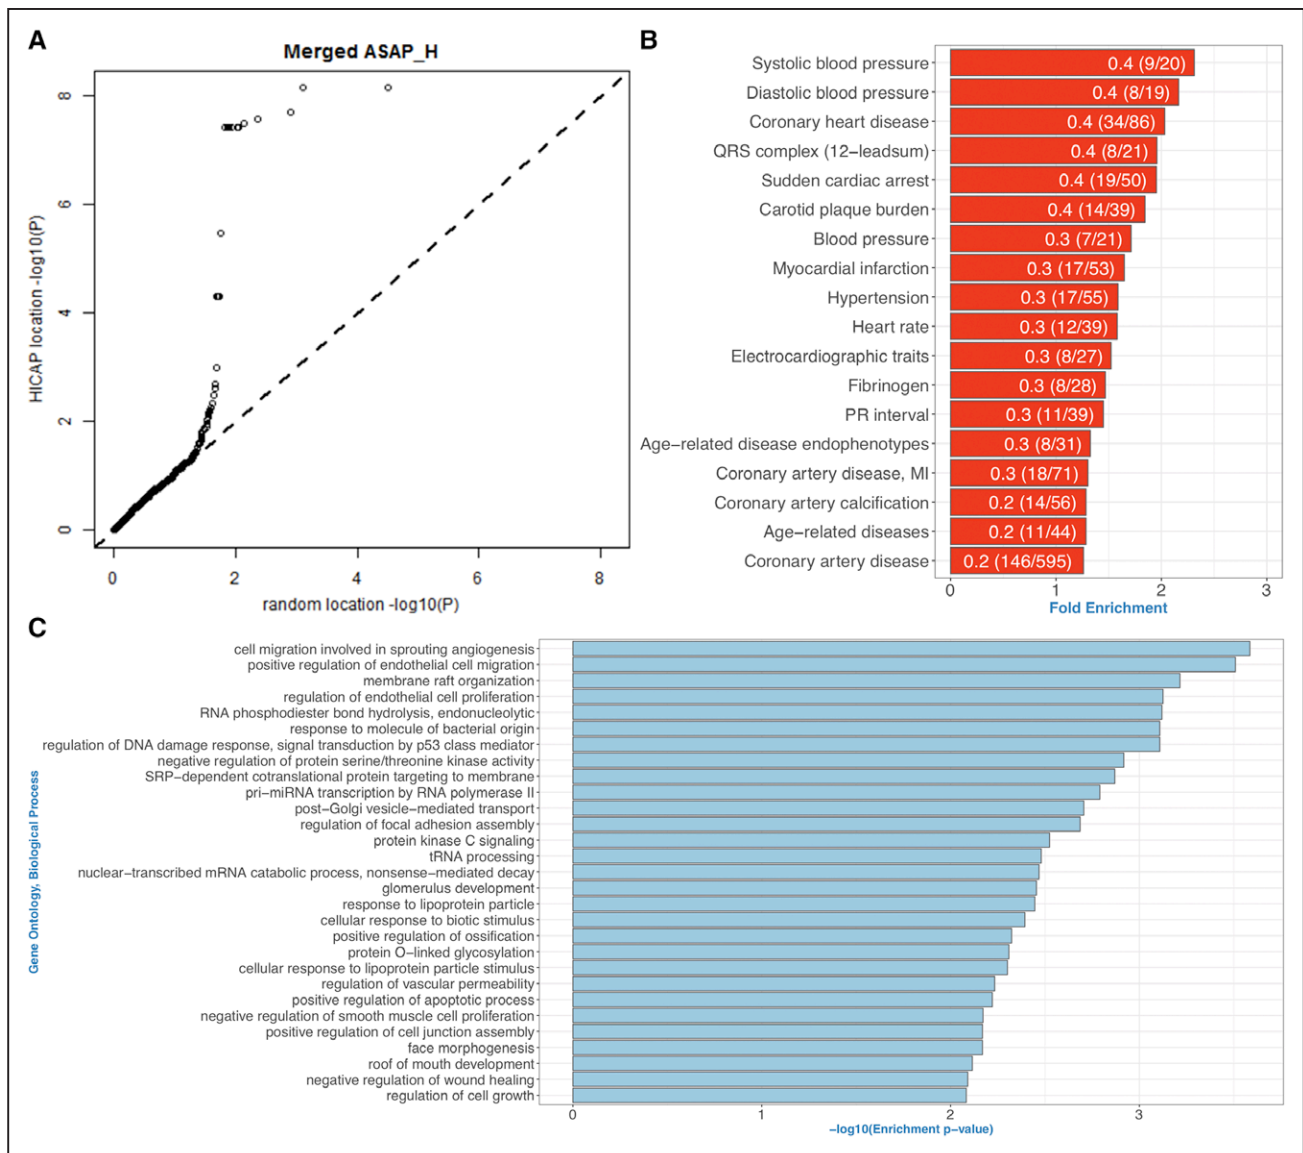 A
Merged ASAP_H
HICAP location -log10(P)
8
6
4
2
0
0 2 4 6 8
random location -log10(P)
B
Systolic blood pressure 0.4 (9/20)
Diastolic blood pressure 0.4 (8/19)
Coronary heart disease 0.4 (34/86)
QRS complex (12−leadsum) 0.4 (8/21)
Sudden cardiac arrest 0.4 (19/50)
Carotid plaque burden 0.4 (14/39)
Blood pressure 0.3 (7/21)
Myocardial infarction 0.3 (17/53)
Hypertension 0.3 (17/55)
Heart rate 0.3 (12/39)
Electrocardiographic traits 0.3 (8/27)
Fibrinogen 0.3 (8/28)
PR interval 0.3 (11/39)
Age−related disease endophenotypes 0.3 (8/31)
Coronary artery disease, MI 0.3 (18/71)
Coronary artery calcification 0.2 (14/56)
Age−related diseases 0.2 (11/44)
Coronary artery disease 0.2 (146/595)
0 1 2 3
Fold Enrichment
C
Gene Ontology, Biological Process
cell migration involved in sprouting angiogenesis
positive regulation of endothelial cell migration
membrane raft organization
regulation of endothelial cell proliferation
RNA phosphodiester bond hydrolysis, endonucleolytic
response to molecule of bacterial origin
regulation of DNA damage response, signal transduction by p53 class mediator
negative regulation of protein serine/threonine kinase activity
SRP−dependent cotranslational protein targeting to membrane
pri−miRNA transcription by RNA polymerase II
post−Golgi vesicle−mediated transport
regulation of focal adhesion assembly
protein kinase C signaling
tRNA processing
nuclear−transcribed mRNA catabolic process, nonsense−mediated decay
glomerulus development
response to lipoprotein particle
cellular response to biotic stimulus
positive regulation of ossification
protein O−linked glycosylation
cellular response to lipoprotein particle stimulus
regulation of vascular permeability
positive regulation of apoptotic process
negative regulation of smooth muscle cell proliferation
positive regulation of cell junction assembly
face morphogenesis
roof of mouth development
negative regulation of wound healing
regulation of cell growth
0 1 2 3
−log10(Enrichment p−value)